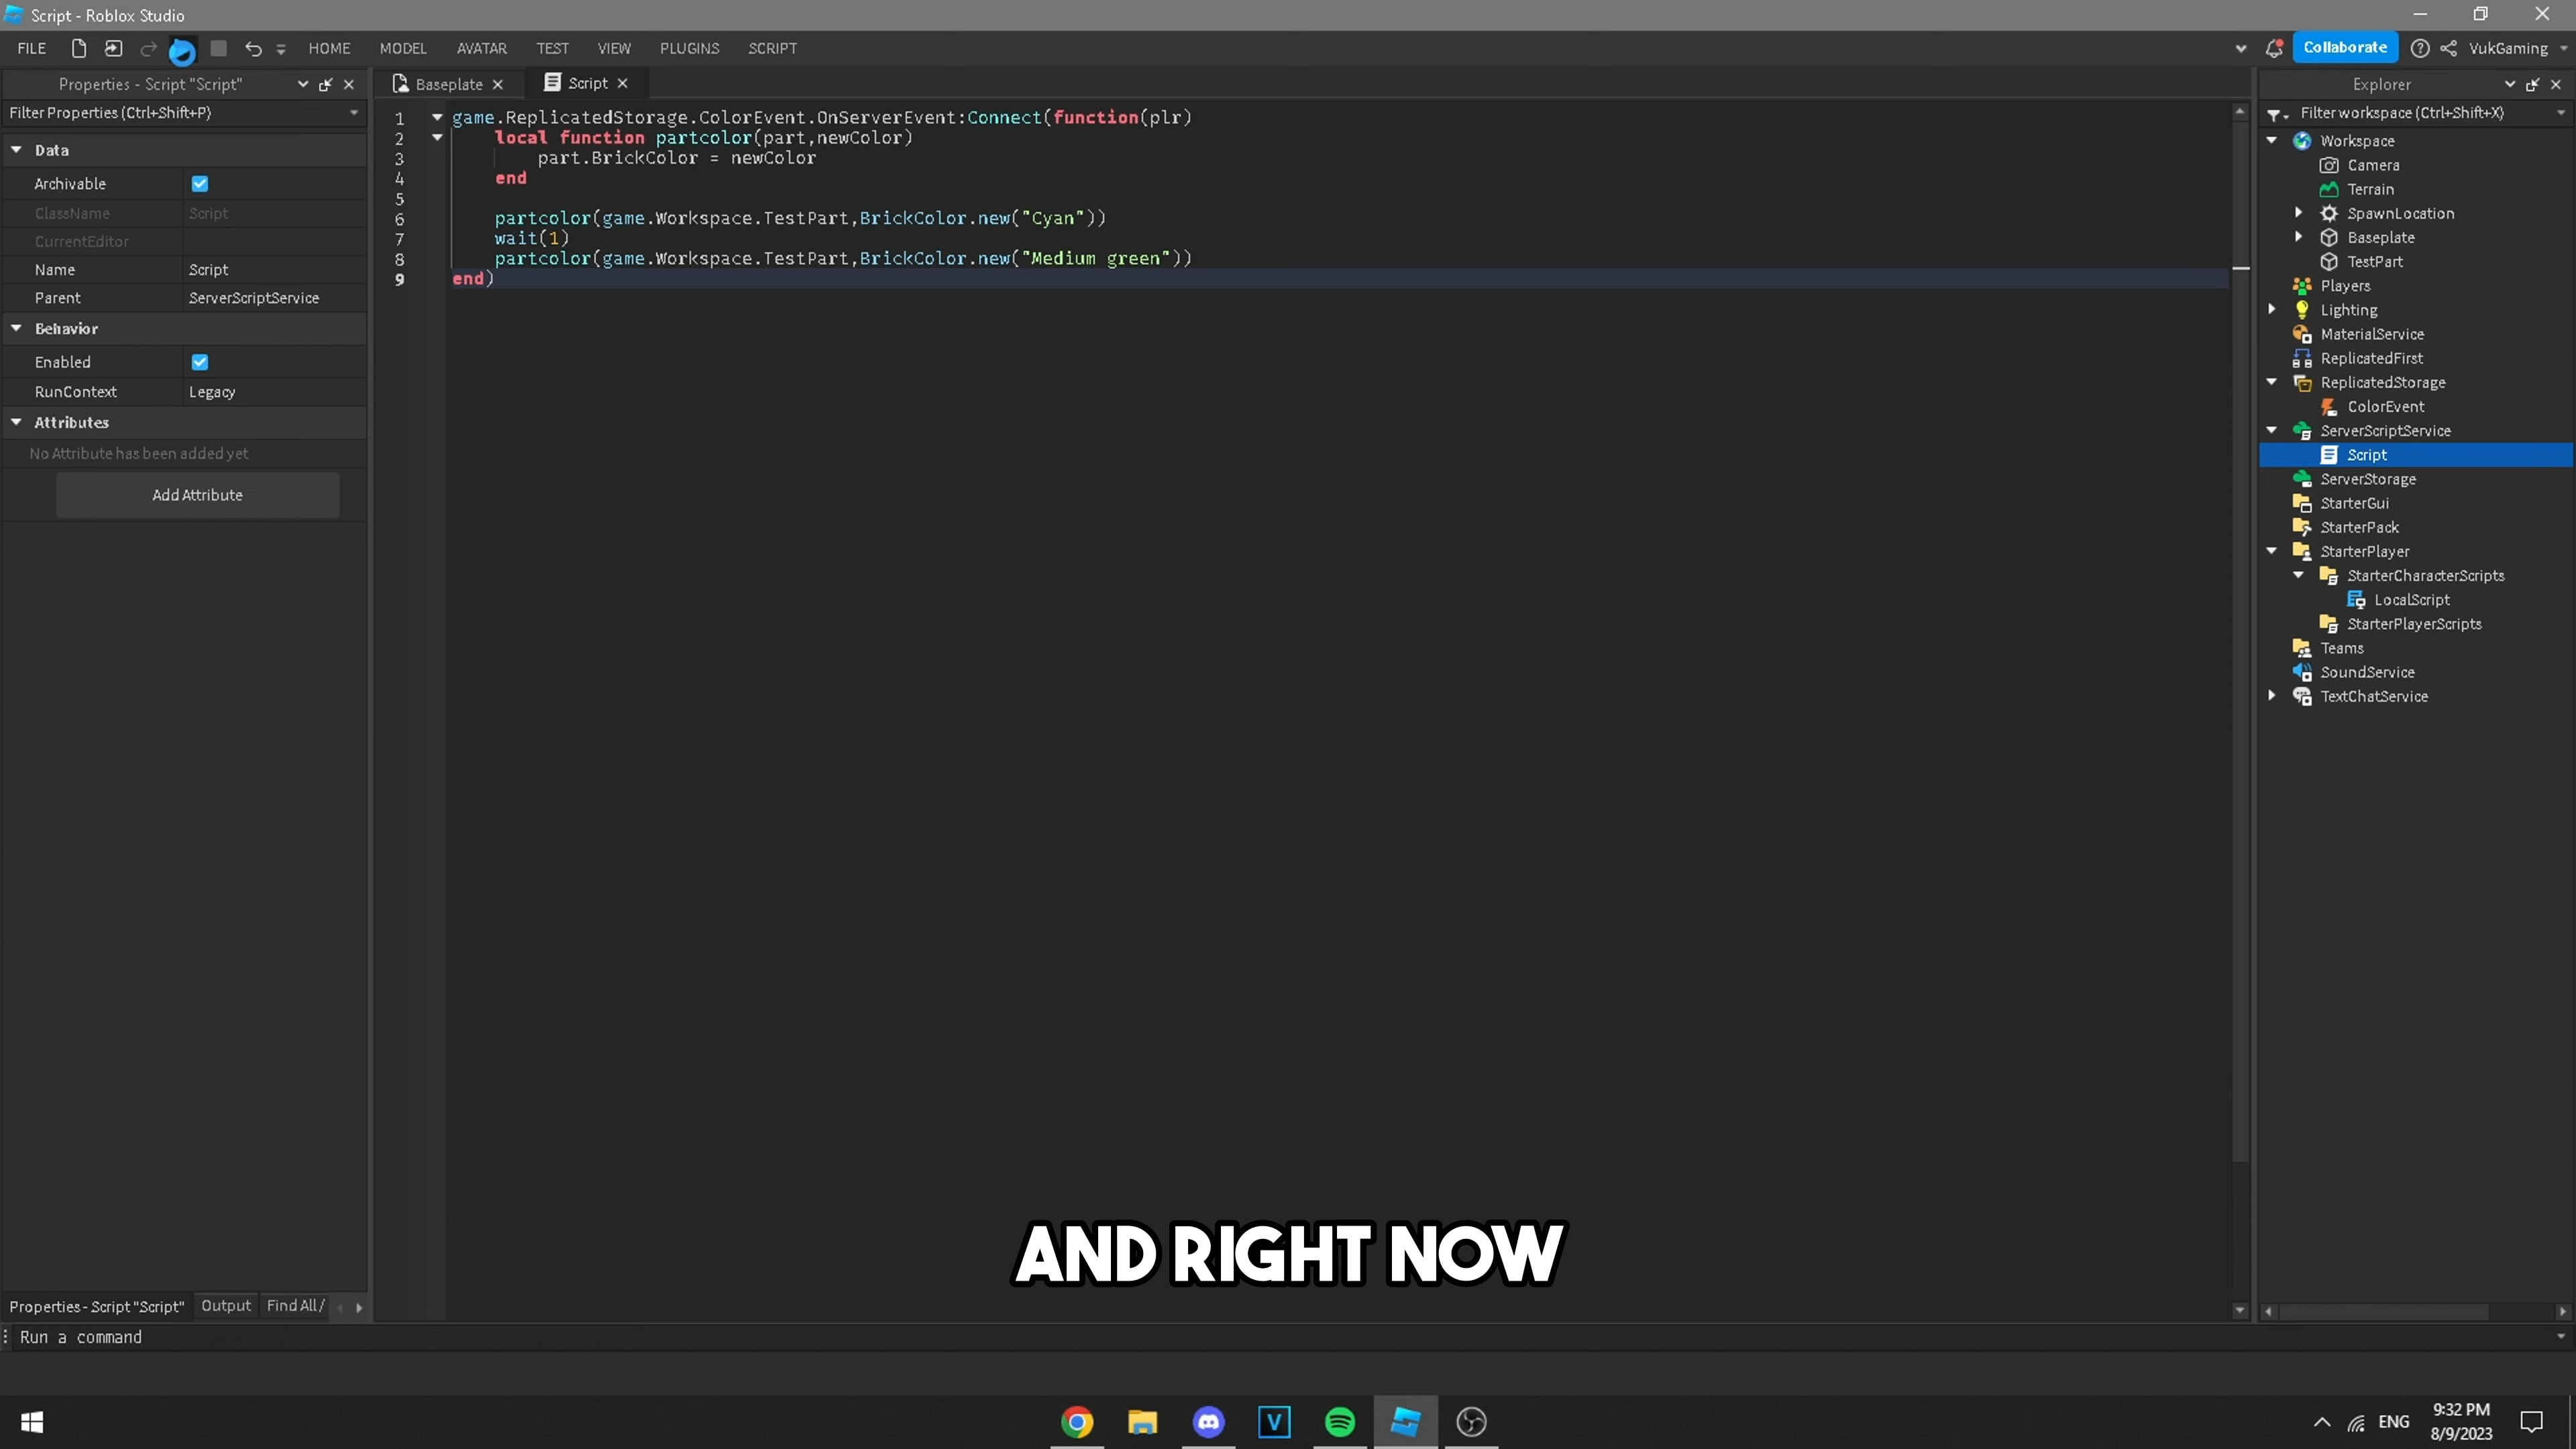 Script - Roblox Studio
FILE HOME MODEL AVATAR TEST VIEW PLUGINS SCRIPT Collaborate VukGaming
Properties - Script "Script"
Filter Properties (Ctrl+Shift+P)
Data
Archivable
ClassName Script
CurrentEditor
Name Script
Parent ServerScriptService
Behavior
Enabled
RunContext Legacy
Attributes
No Attribute has been added yet
Add Attribute
Baseplate Script
1 game.ReplicatedStorage.ColorEvent.OnServerEvent:Connect(function(plr)
2 local function partcolor(part,newColor)
3 part.BrickColor = newColor
4 end
5
6 partcolor(game.Workspace.TestPart,BrickColor.new("Cyan"))
7 wait(1)
8 partcolor(game.Workspace.TestPart,BrickColor.new("Medium green"))
9 end)
Explorer
Filter workspace (Ctrl+Shift+X)
Workspace
Camera
Terrain
SpawnLocation
Baseplate
TestPart
Players
Lighting
MaterialService
ReplicatedFirst
ReplicatedStorage
ColorEvent
ServerScriptService
Script
ServerStorage
StarterGui
StarterPack
StarterPlayer
StarterCharacterScripts
LocalScript
StarterPlayerScripts
Teams
SoundService
TextChatService
AND RIGHT NOW
Properties - Script "Script" Output Find All /
Run a command
V
ENG
9:32 PM
8/9/2023